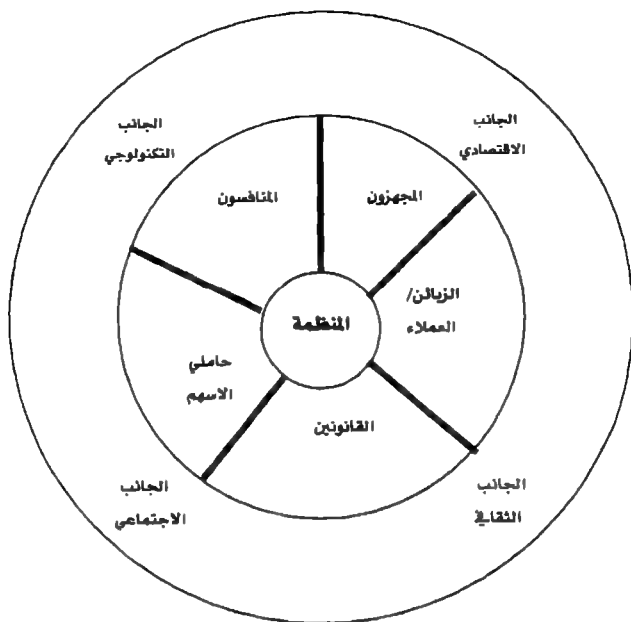 الجانب
الاقتصادي
الجانب
التكنولوجي
المجهزون
المنافسون
الزبائن/
العملاء
المنظمة
حاملي
الاسهم
القانونين
الجانب
الثقافي
الجانب
الاجتماعي